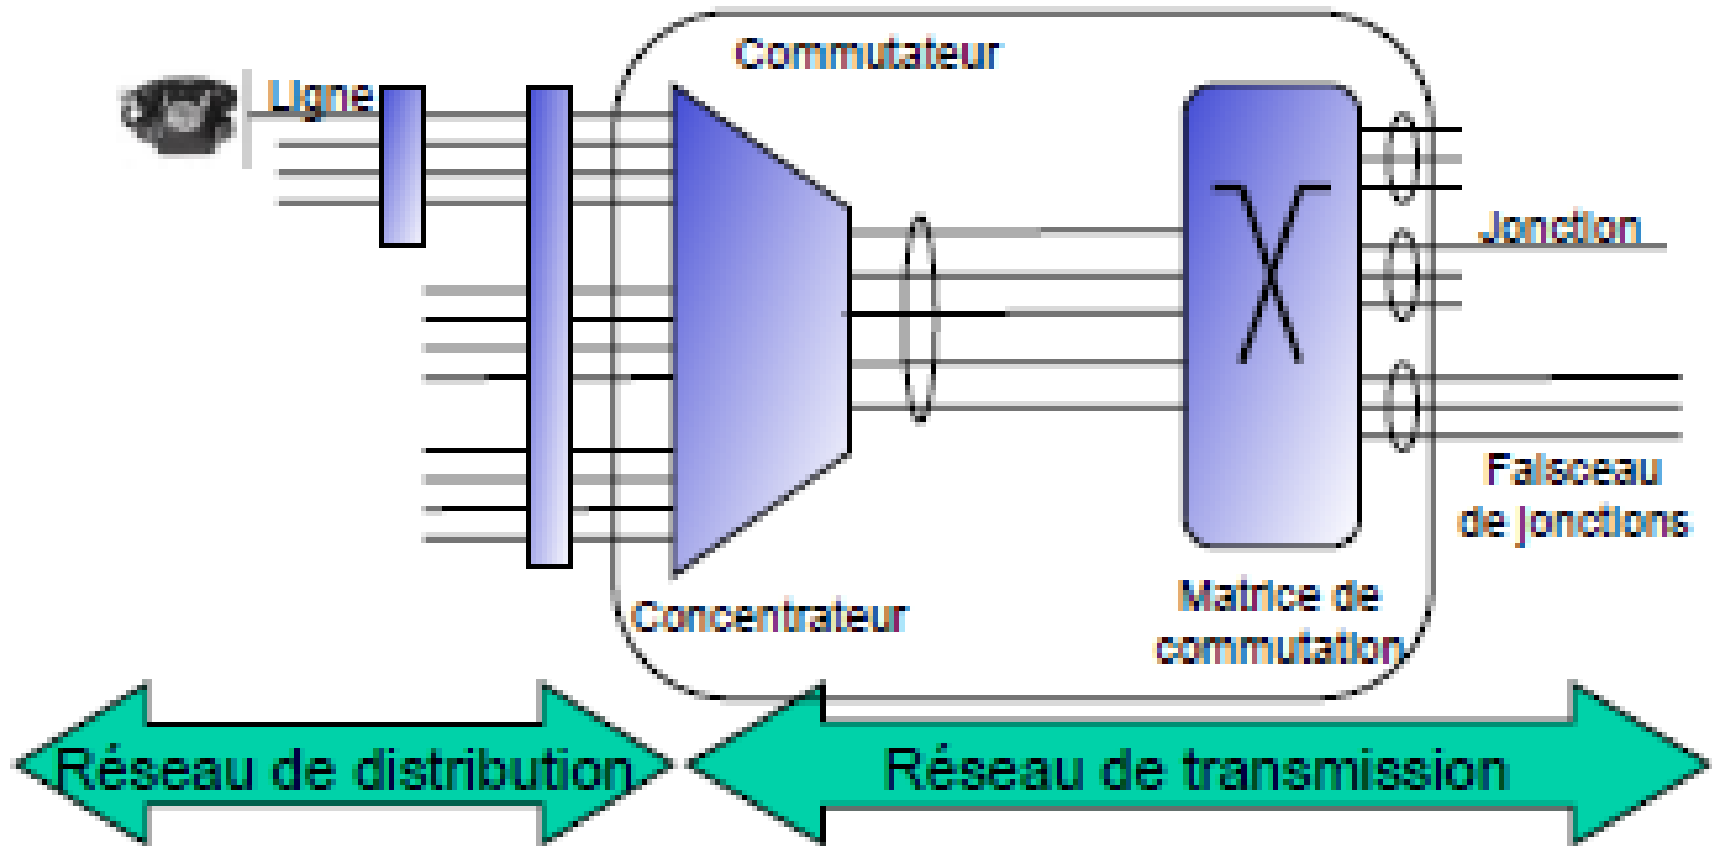 Commutateur
Ligne
Jonction
Faisceau
de jonctions
Matrice de
commutation
Concentrateur
Réseau de distribution
Réseau de transmission